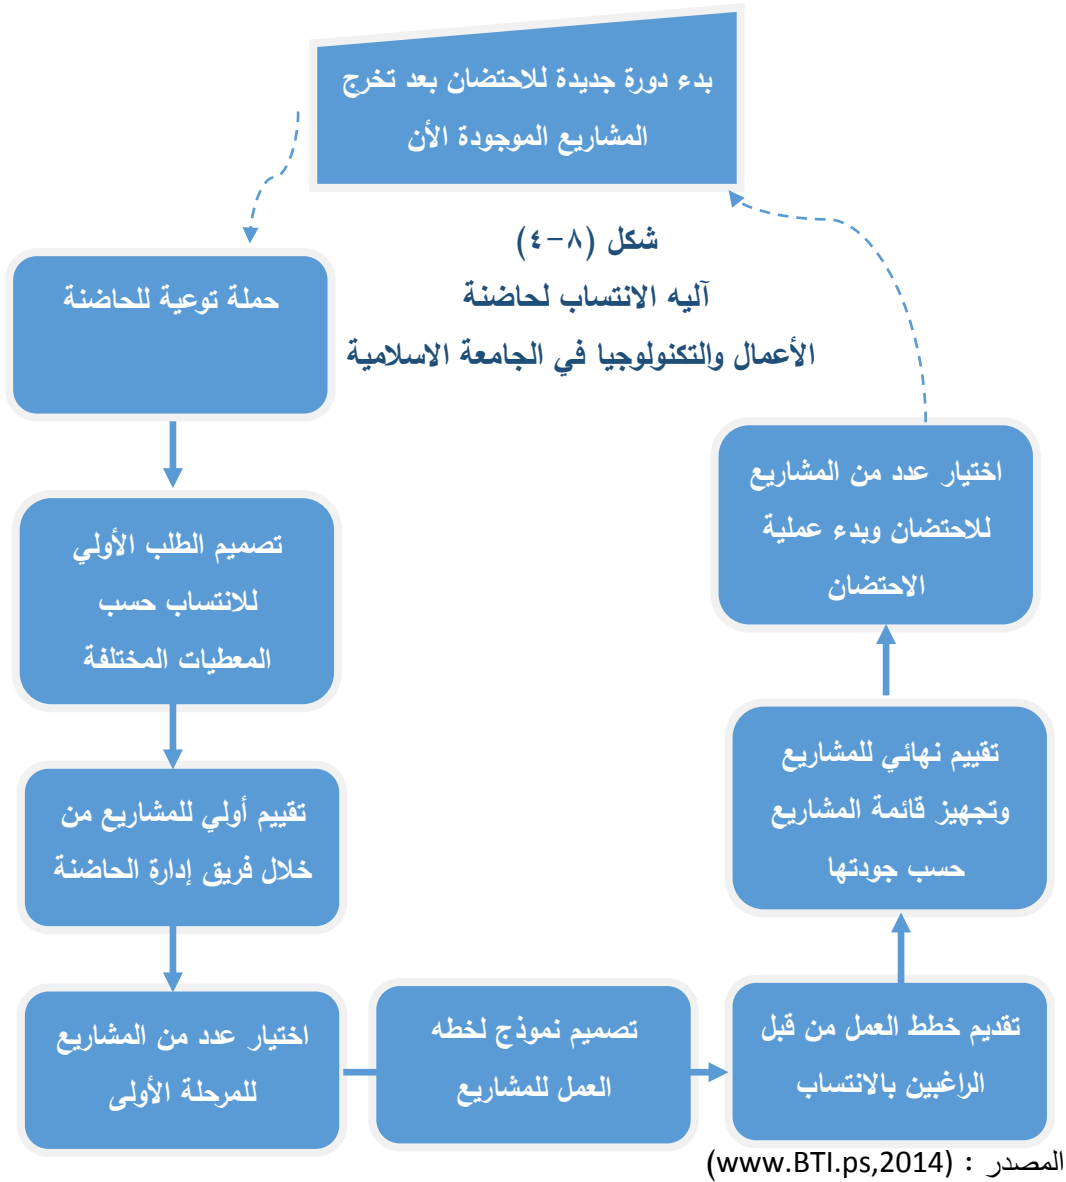 بدء دورة جديدة للاحتضان بعد تخرج
المشاريع الموجودة الأن
شكل (٨-٤)
آليه الانتساب لحاضنة
الأعمال والتكنولوجيا في الجامعة الاسلامية
حملة توعية للحاضنة
تصميم الطلب الأولي
للانتساب حسب
المعطيات المختلفة
تقييم أولي للمشاريع من
خلال فريق إدارة الحاضنة
اختيار عدد من المشاريع
للمرحلة الأولى
تصميم نموذج لخطه
العمل للمشاريع
تقديم خطط العمل من قبل
الراغبين بالانتساب
تقييم نهائي للمشاريع
وتجهيز قائمة المشاريع
حسب جودتها
اختيار عدد من المشاريع
للاحتضان وبدء عملية
الاحتضان
المصدر : (www.BTI.ps,2014)